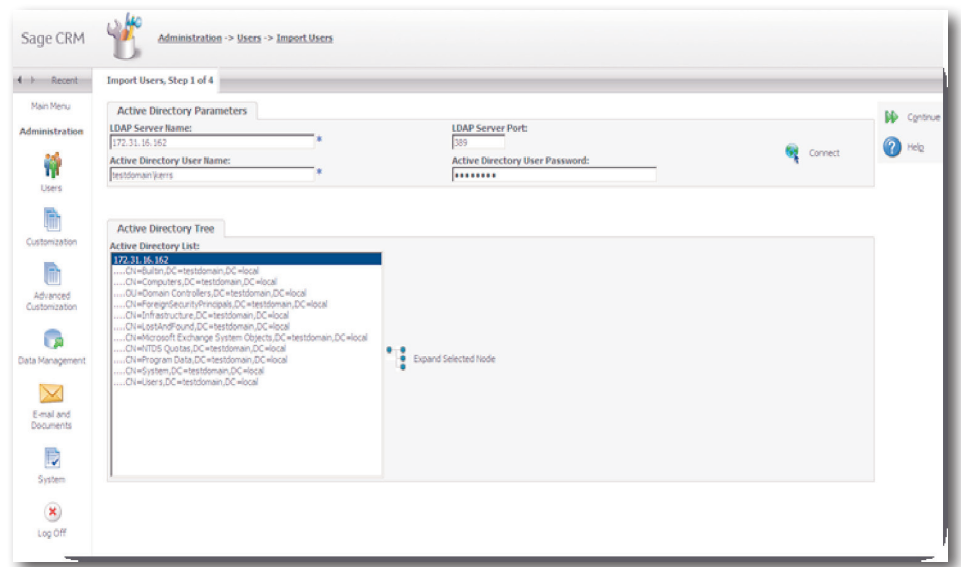 Sage CRM
Administration -> Users -> Import Users
Recent
Import Users, Step 1 of 4
Main Menu
Administration
Users
Customization
Advanced
Customization
Data Management
E-mail and
Documents
System
Log Off
Active Directory Parameters
LDAP Server Name:
172.31.16.162
*
LDAP Server Port:
389
Active Directory User Name:
testdomain\kerrs
*
Active Directory User Password:
••••••••
Connect
Continue
Help
Active Directory Tree
Active Directory List:
172.31.16.162
.....CN=Builtin,DC=testdomain,DC=local
.....CN=Computers,DC=testdomain,DC=local
.....OU=Domain Controllers,DC=testdomain,DC=local
.....CN=ForeignSecurityPrincipals,DC=testdomain,DC=local
.....CN=Infrastructure,DC=testdomain,DC=local
.....CN=LostAndFound,DC=testdomain,DC=local
.....CN=Microsoft Exchange System Objects,DC=testdomain,DC=local
.....CN=NTDS Quotas,DC=testdomain,DC=local
.....CN=Program Data,DC=testdomain,DC=local
.....CN=System,DC=testdomain,DC=local
.....CN=Users,DC=testdomain,DC=local
Expand Selected Node